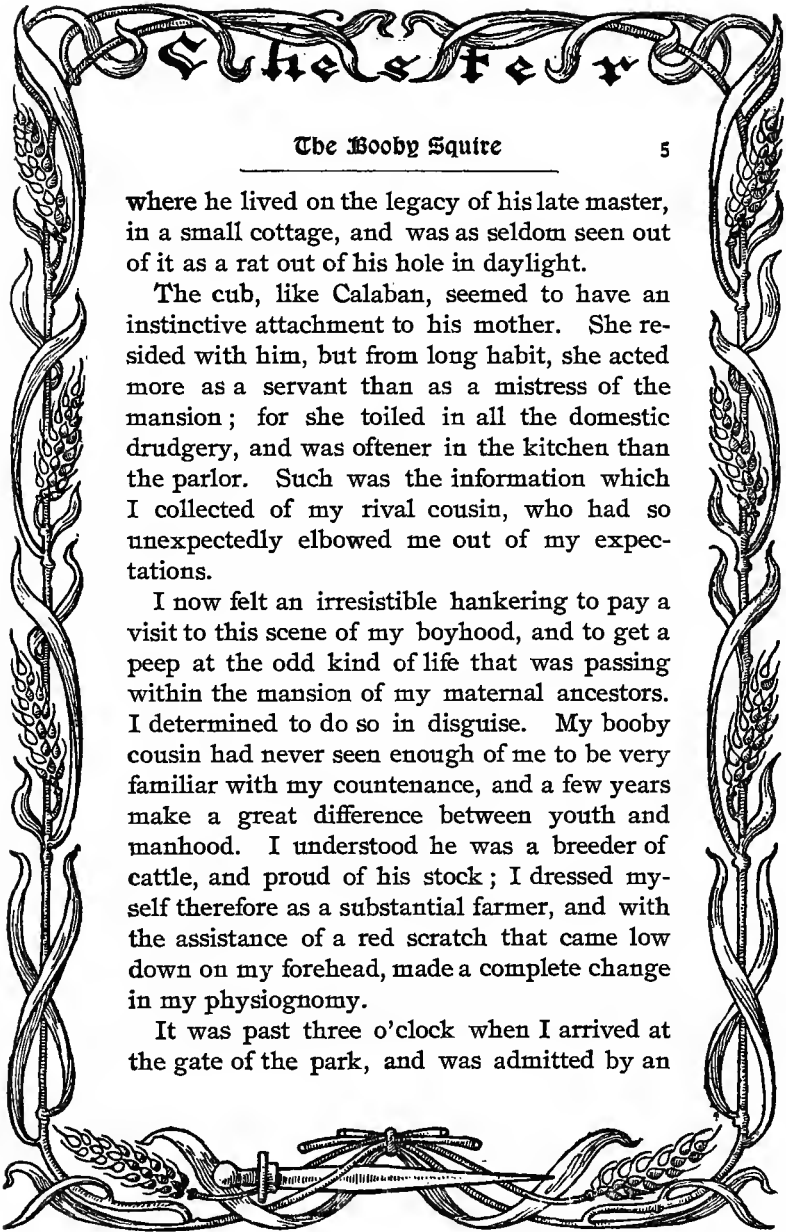 Chester
The Booby Squire 5
where he lived on the legacy of his late master,
in a small cottage, and was as seldom seen out
of it as a rat out of his hole in daylight.
The cub, like Calaban, seemed to have an
instinctive attachment to his mother. She re-
sided with him, but from long habit, she acted
more as a servant than as a mistress of the
mansion; for she toiled in all the domestic
drudgery, and was oftener in the kitchen than
the parlor. Such was the information which
I collected of my rival cousin, who had so
unexpectedly elbowed me out of my expec-
tations.
I now felt an irresistible hankering to pay a
visit to this scene of my boyhood, and to get a
peep at the odd kind of life that was passing
within the mansion of my maternal ancestors.
I determined to do so in disguise. My booby
cousin had never seen enough of me to be very
familiar with my countenance, and a few years
make a great difference between youth and
manhood. I understood he was a breeder of
cattle, and proud of his stock; I dressed my-
self therefore as a substantial farmer, and with
the assistance of a red scratch that came low
down on my forehead, made a complete change
in my physiognomy.
It was past three o'clock when I arrived at
the gate of the park, and was admitted by an